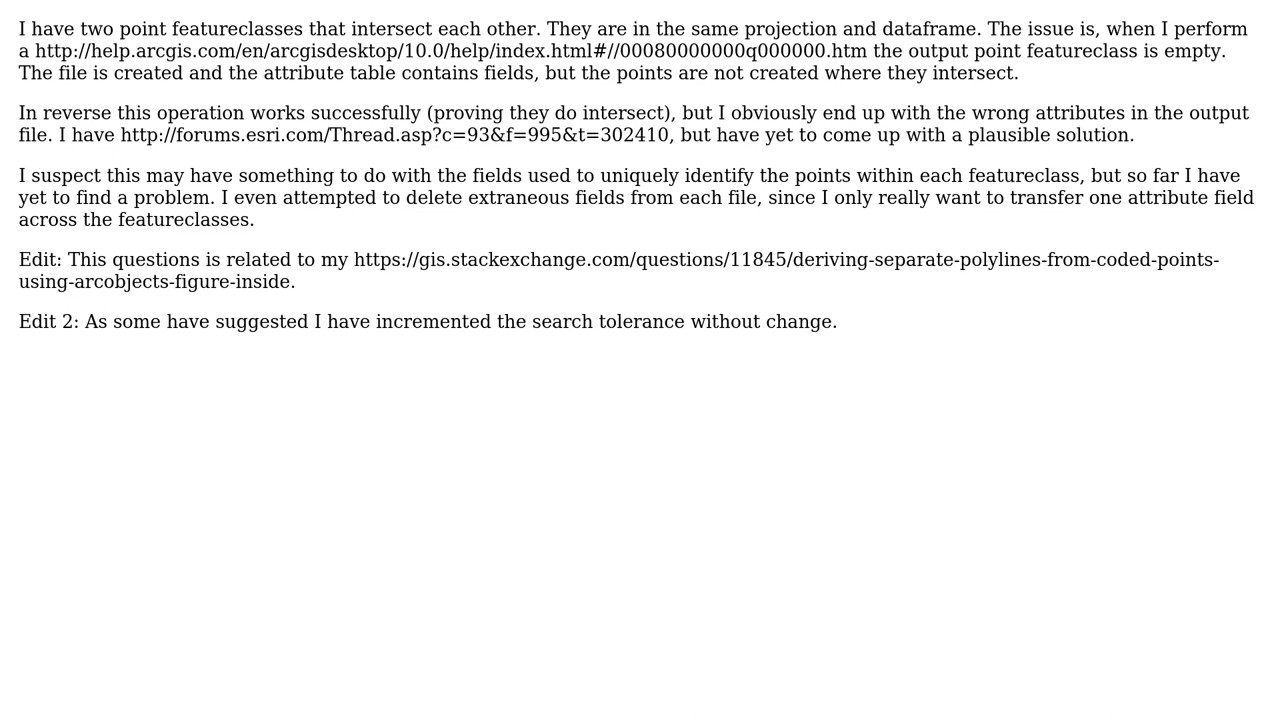 I have two point featureclasses that intersect each other. They are in the same projection and dataframe. The issue is, when I perform
a http://help.arcgis.com/en/arcgisdesktop/10.0/help/index.html#//00080000000q000000.htm the output point featureclass is empty.
The file is created and the attribute table contains fields, but the points are not created where they intersect.
In reverse this operation works successfully (proving they do intersect), but I obviously end up with the wrong attributes in the output
file. I have http://forums.esri.com/Thread.asp?c=93&f=995&t=302410, but have yet to come up with a plausible solution.
I suspect this may have something to do with the fields used to uniquely identify the points within each featureclass, but so far I have
yet to find a problem. I even attempted to delete extraneous fields from each file, since I only really want to transfer one attribute field
across the featureclasses.
Edit: This questions is related to my https://gis.stackexchange.com/questions/11845/deriving-separate-polylines-from-coded-points-
using-arcobjects-figure-inside.
Edit 2: As some have suggested I have incremented the search tolerance without change.